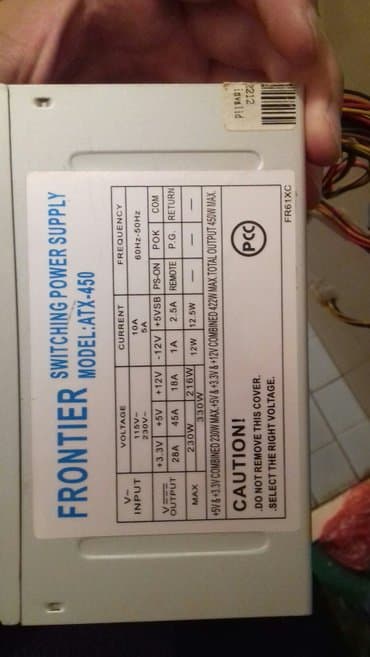 FRONTIER SWITCHING POWER SUPPLY
MODEL:ATX-450
V~ INPUT VOLTAGE CURRENT FREQUENCY
115V~ 10A 60Hz-50Hz
230V~ 5A
V⎓ OUTPUT +3.3V +5V +12V -12V +5VSB PS-ON POK COM
28A 45A 18A 1A 2.5A REMOTE P.G. RETURN
MAX 230W 216W 12W 12.5W — — —
330W
+5V & +3.3V COMBINED 230W MAX.+5V & +3.3V & +12V COMBINED 422W MAX.TOTAL OUTPUT 450W MAX.
CAUTION!
.DO NOT REMOVE THIS COVER.
.SELECT THE RIGHT VOLTAGE.
PCC
FR61XC